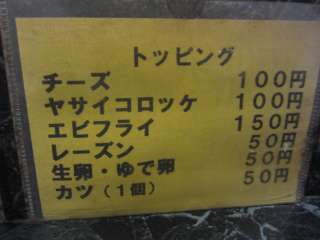 トッピング
チーズ 100円
ヤサイコロッケ 100円
エビフライ 150円
レーズン 50円
生卵・ゆで卵 50円
カツ(1個) 50円